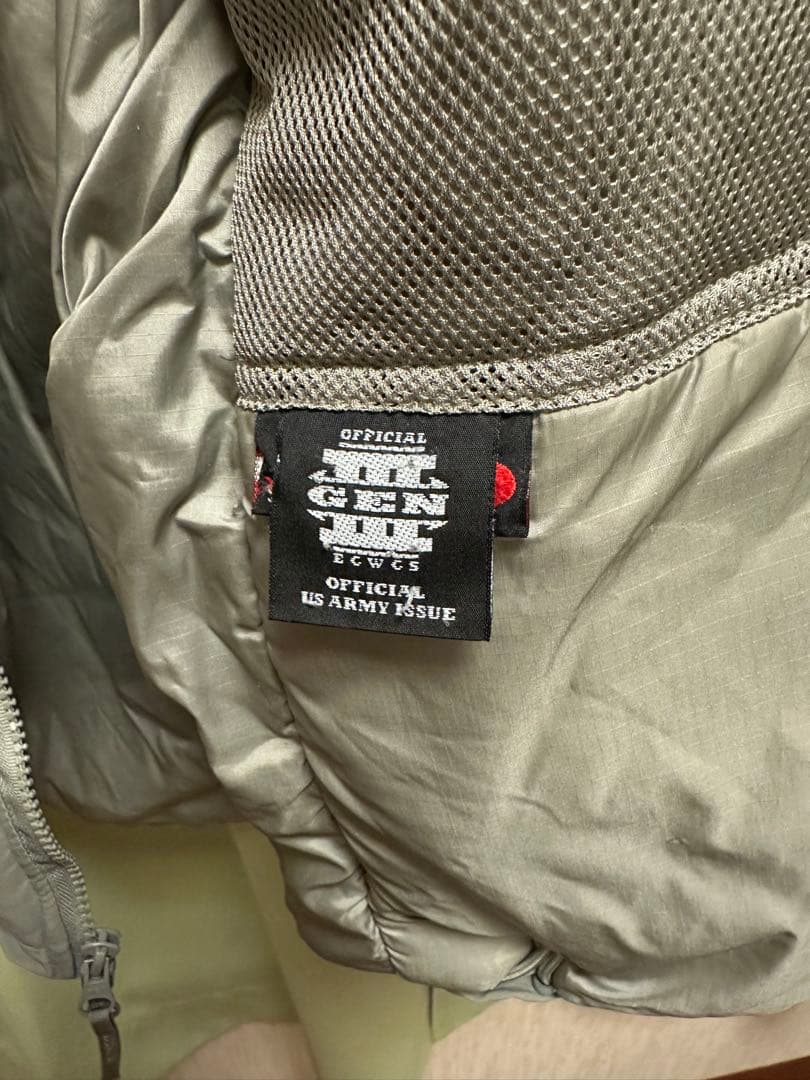 OFFICIAL
III
GEN
III
ECWCS
OFFICIAL
US ARMY ISSUE